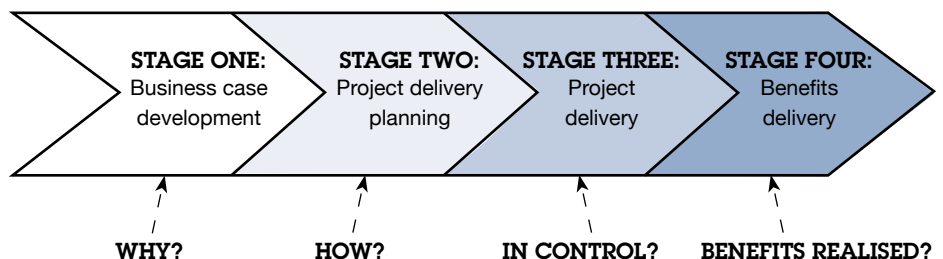 STAGE ONE:
Business case
development
STAGE TWO:
Project delivery
planning
STAGE THREE:
Project
delivery
STAGE FOUR:
Benefits
delivery
WHY?
HOW?
IN CONTROL?
BENEFITS REALISED?